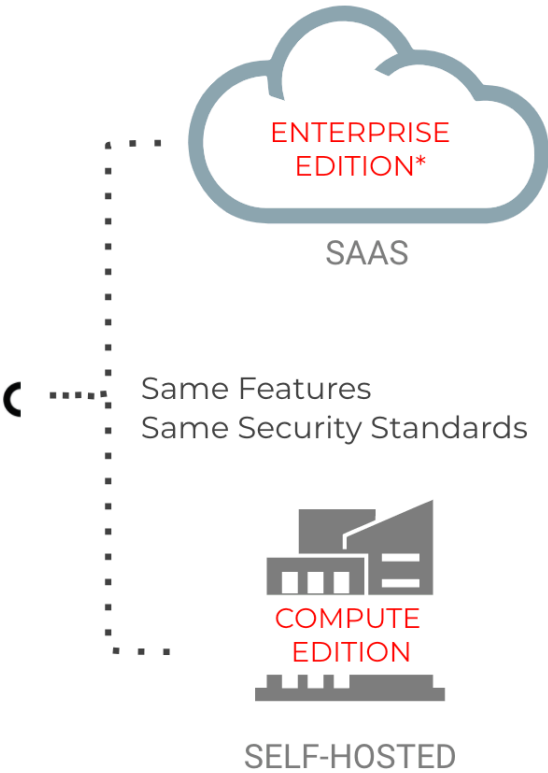 ENTERPRISE
EDITION*
SAAS
Same Features
Same Security Standards
COMPUTE
EDITION
SELF-HOSTED